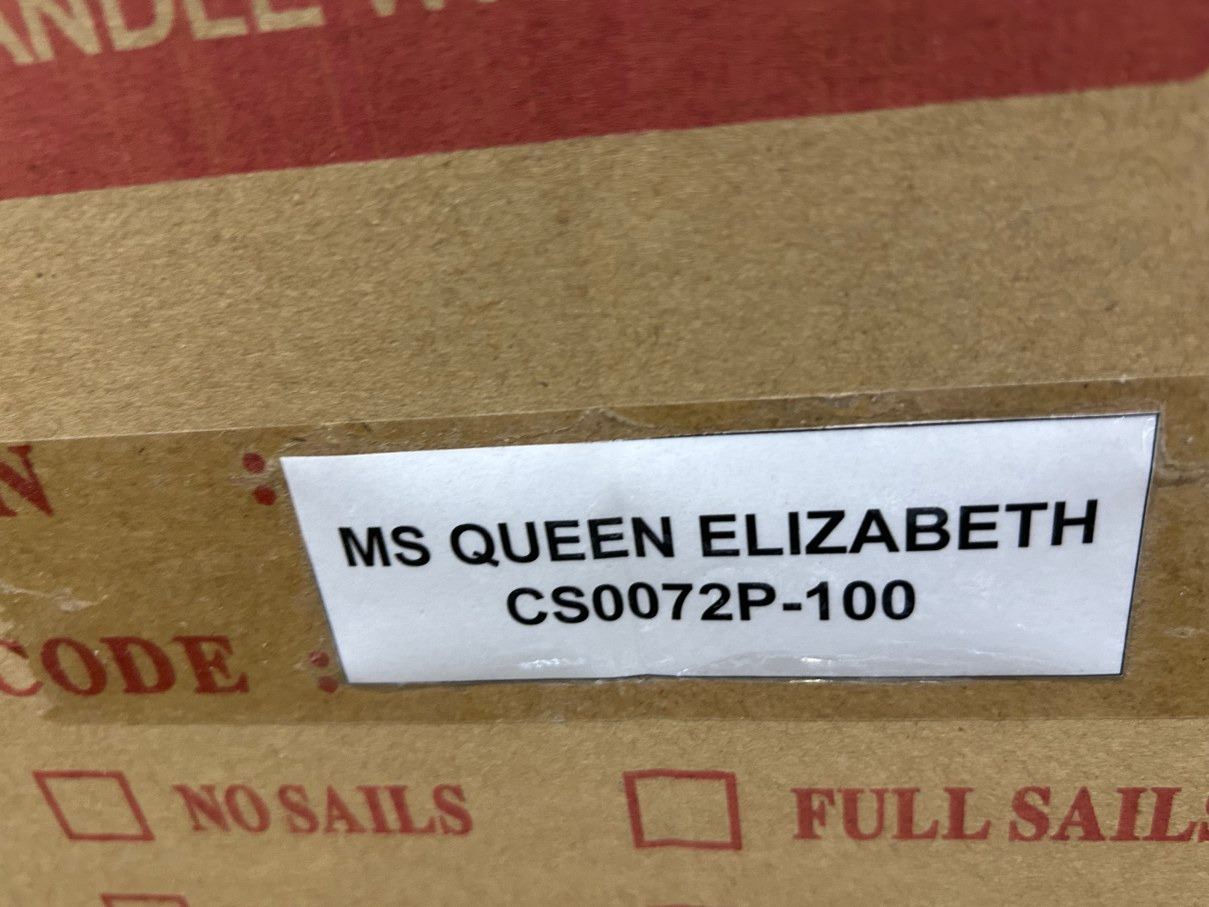 MS QUEEN ELIZABETH
CS0072P-100
CODE :
NO SAILS
FULL SAILS